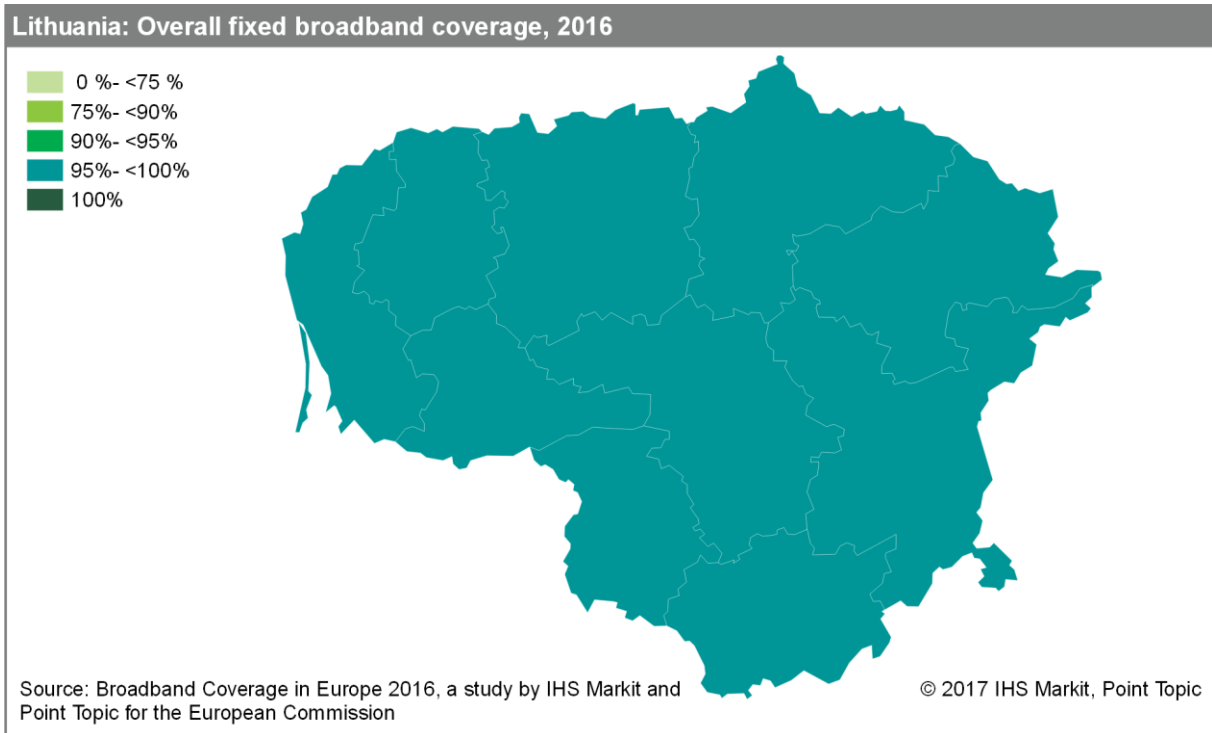 Lithuania: Overall fixed broadband coverage, 2016
0 %- <75 %
75%- <90%
90%- <95%
95%- <100%
100%
Source: Broadband Coverage in Europe 2016, a study by IHS Markit and
Point Topic for the European Commission
© 2017 IHS Markit, Point Topic